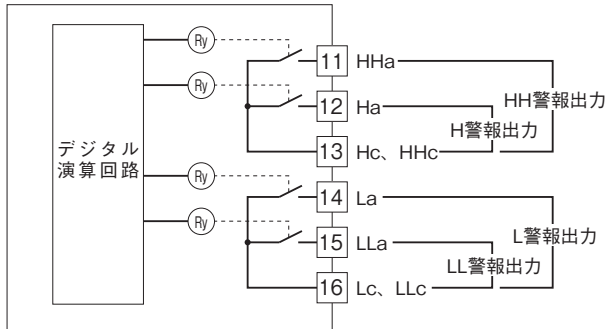 デジタル
演算回路
Ry
Ry
Ry
Ry
11 HHa
12 Ha
13 Hc、HHc
14 La
15 LLa
16 Lc、LLc
HH警報出力
H警報出力
L警報出力
LL警報出力